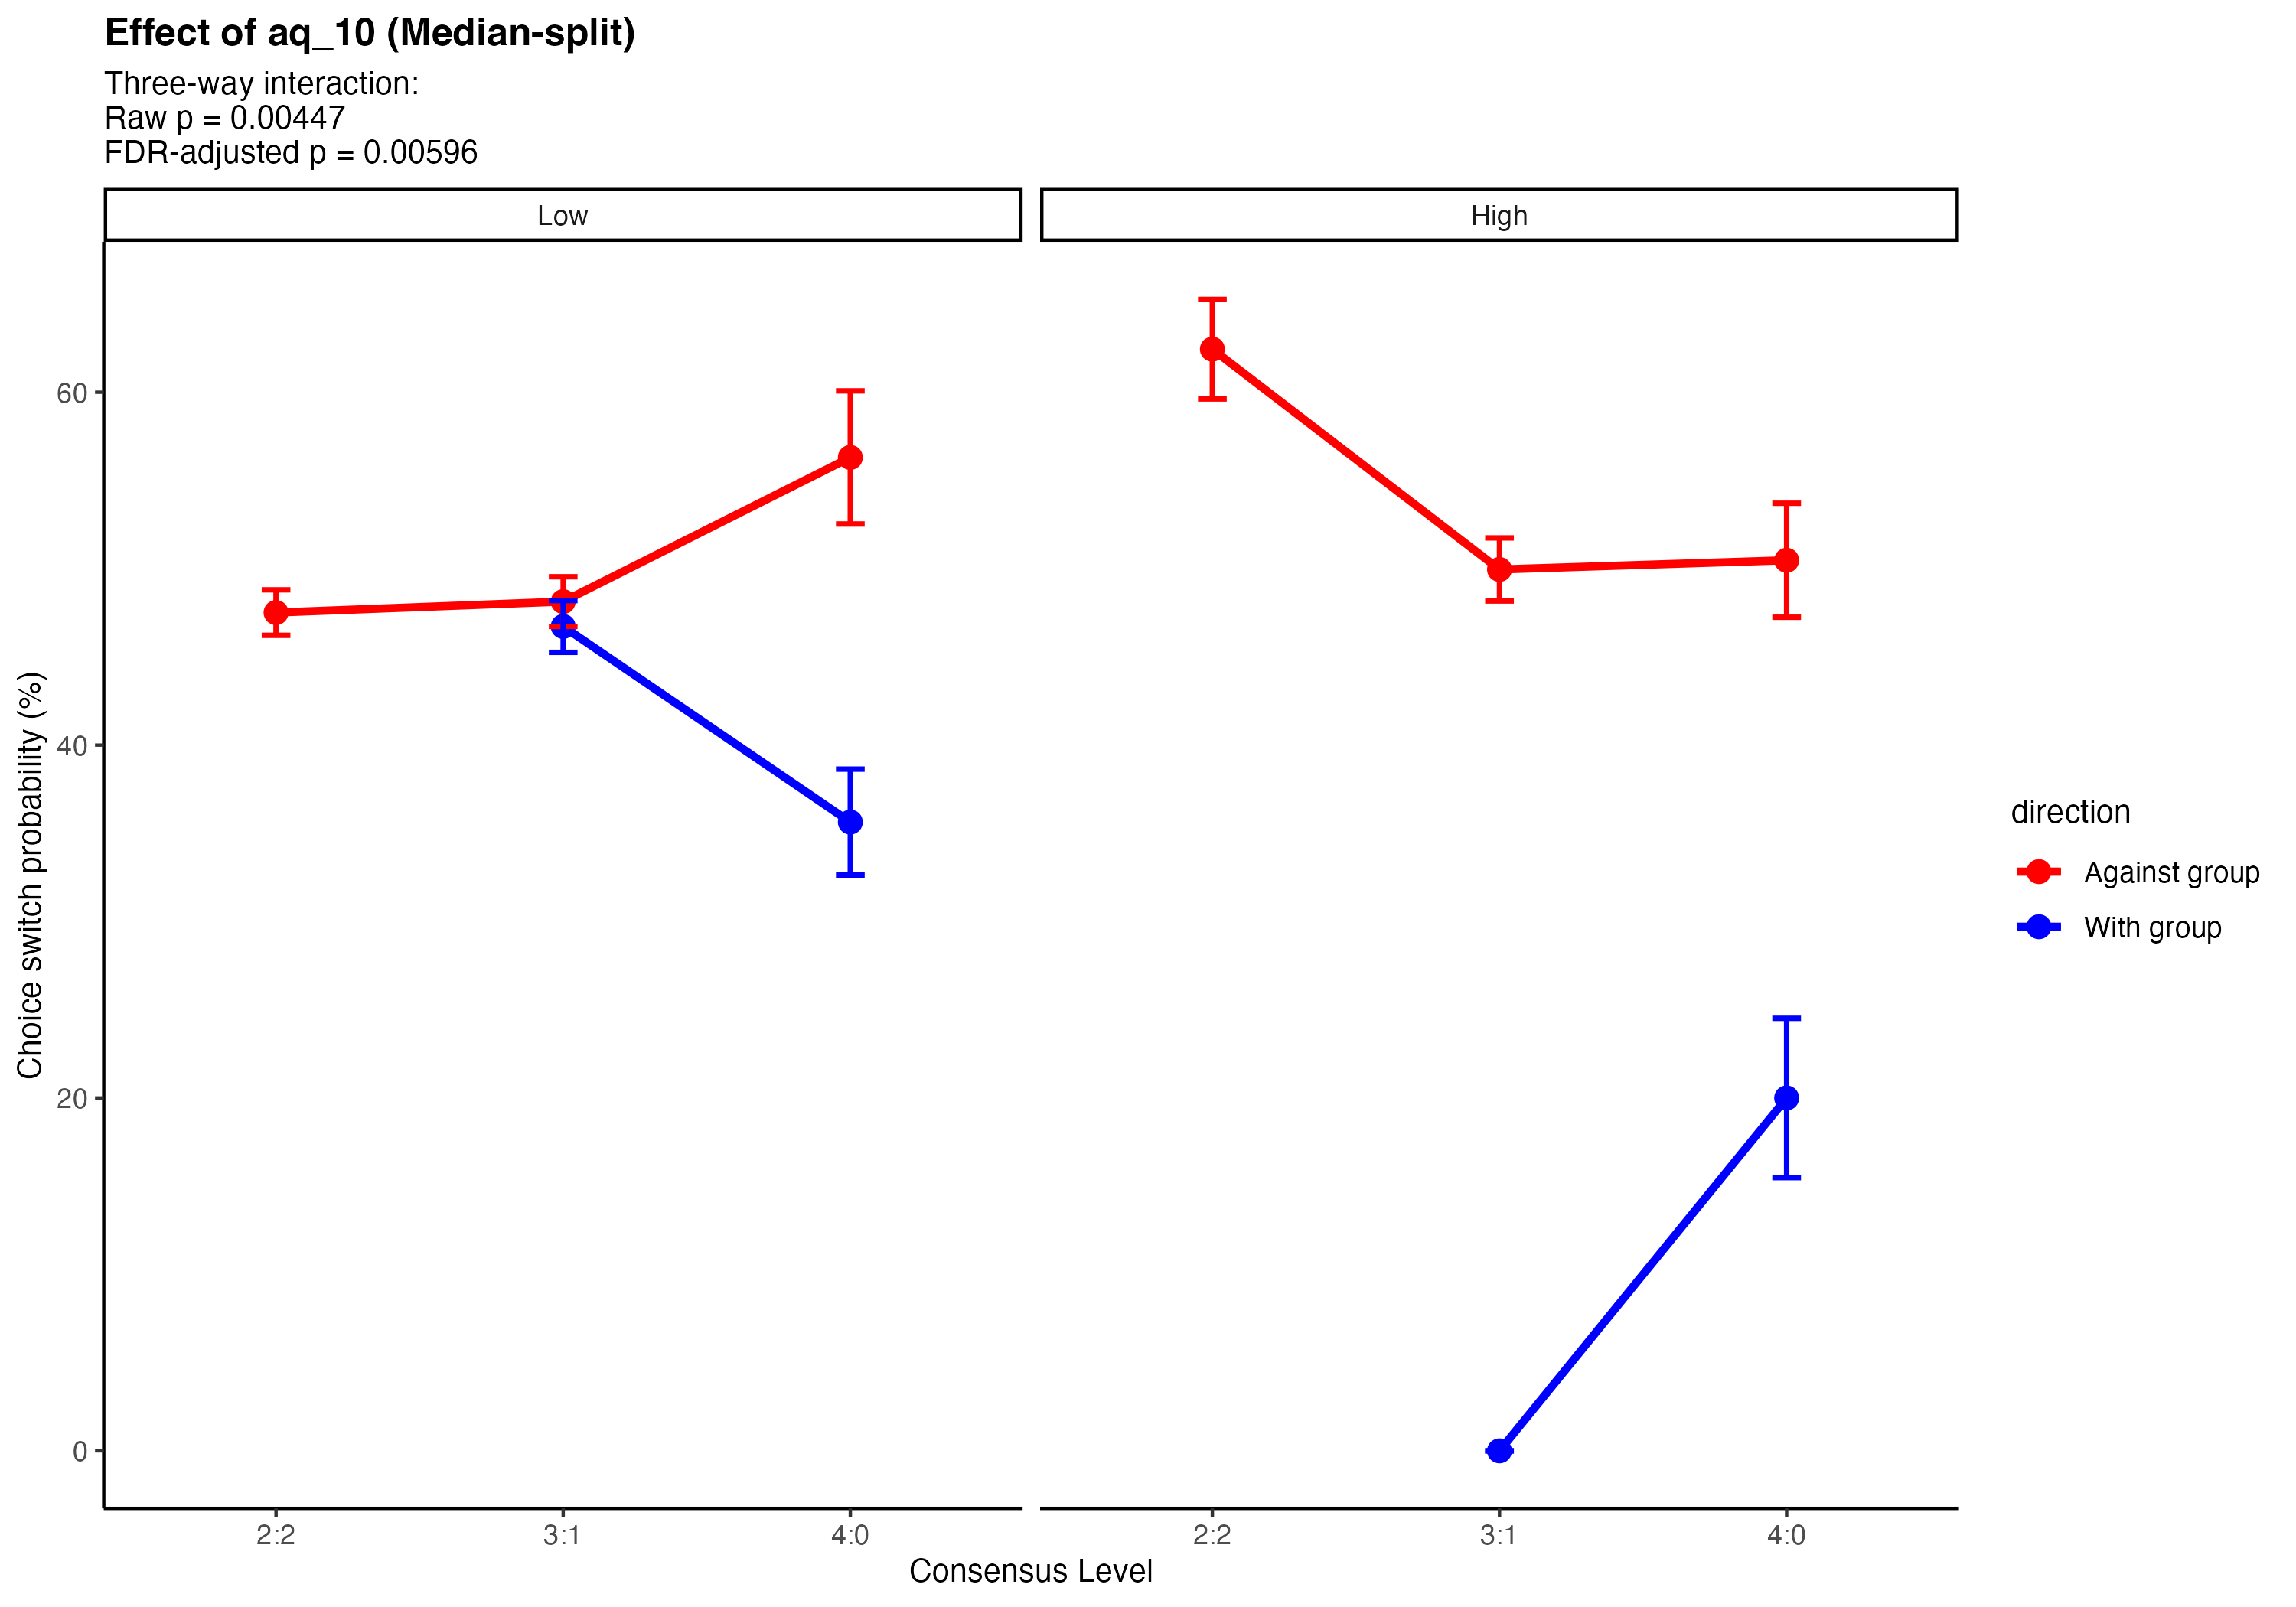 Effect of aq_10 (Median-split)
Three-way interaction:
Raw p = 0.00447
FDR-adjusted p = 0.00596
Low
High
Choice switch probability (%)
60
40
20
0
2:2
3:1
4:0
2:2
3:1
4:0
Consensus Level
direction
Against group
With group